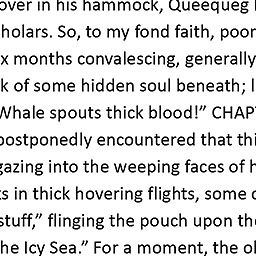 over in his hammock, Queequeg
holars. So, to my fond faith, poor
x months convalescing, generally
k of some hidden soul beneath;
Whale spouts thick blood!” CHAP
postponedly encountered that thi
gazing into the weeping faces of h
s in thick hovering flights, some
stuff,” flinging the pouch upon the
he Icy Sea.” For a moment, the ol